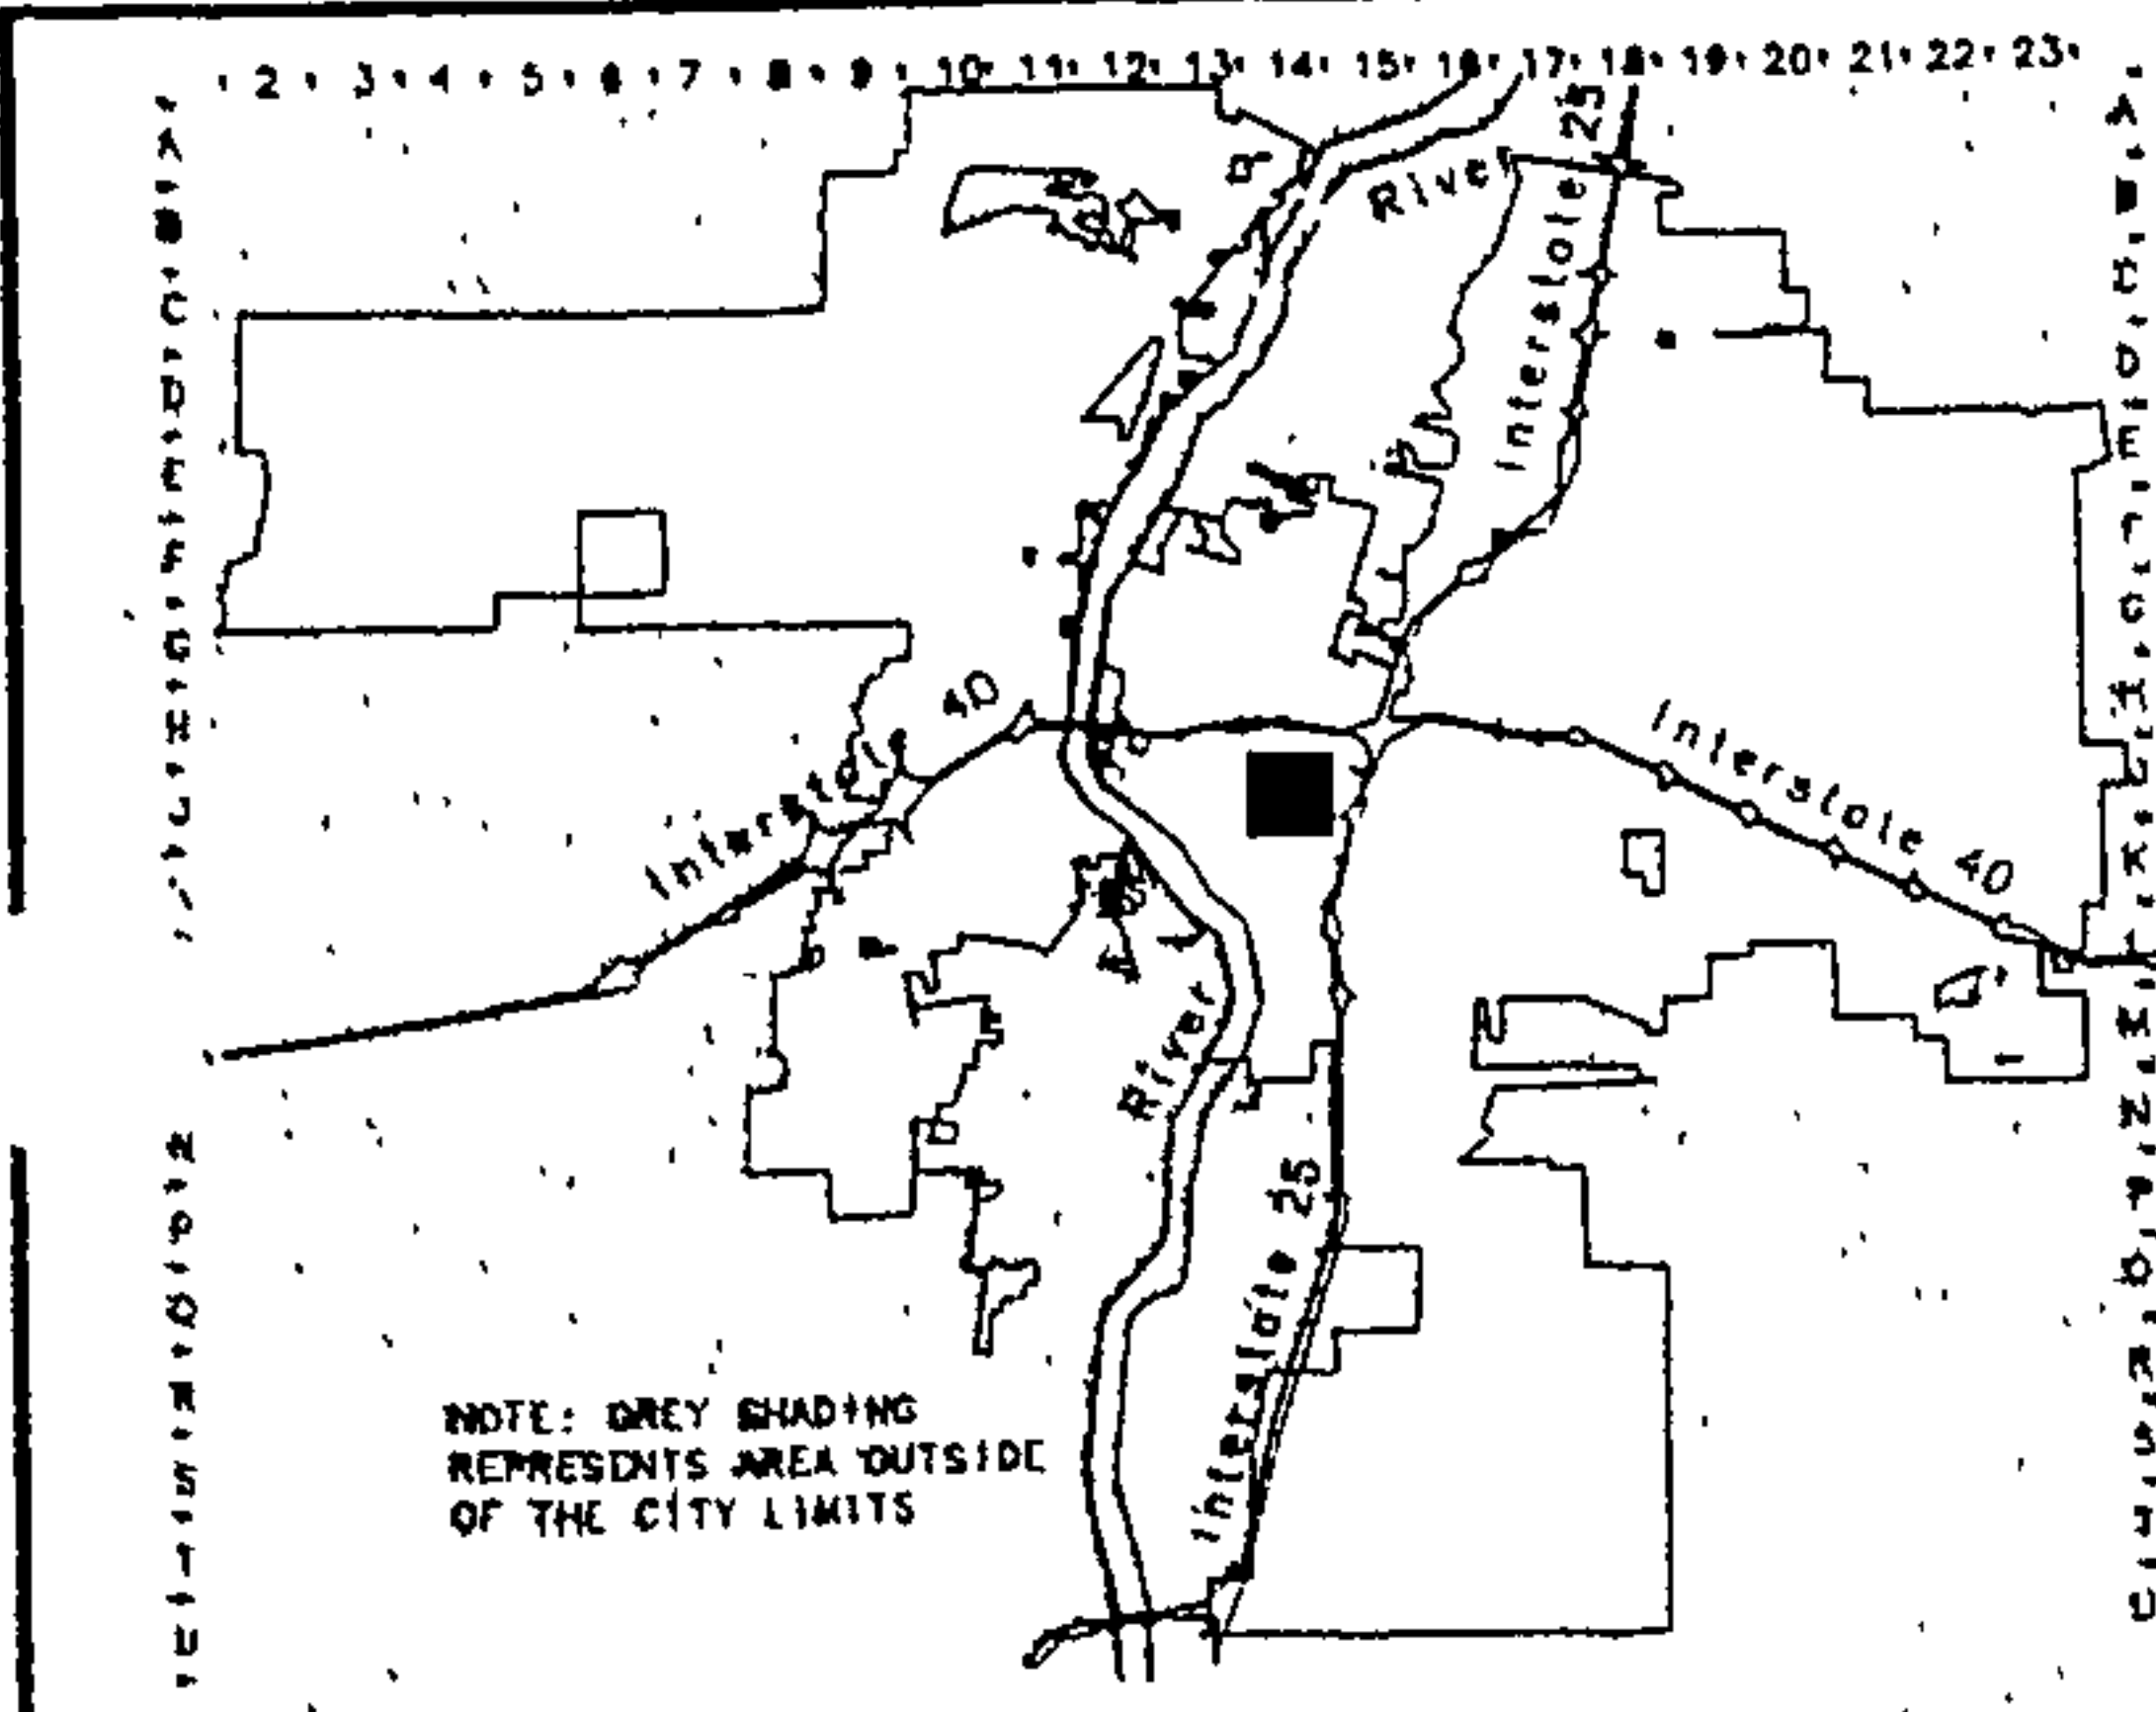 2 3 4 5 6 7 8 9 10 11 12 13 14 15 16 17 18 19 20 21 22 23
A
B
C
D
E
F
G
H
J
N
P
Q
R
S
T
U
A
B
C
D
E
F
G
H
J
K
L
M
N
P
Q
R
S
T
U
River
Interstate 25
Interstate 40
Interstate 40
River
Interstate 25
NOTE: GREY SHADING
REPRESENTS AREA OUTSIDE
OF THE CITY LIMITS